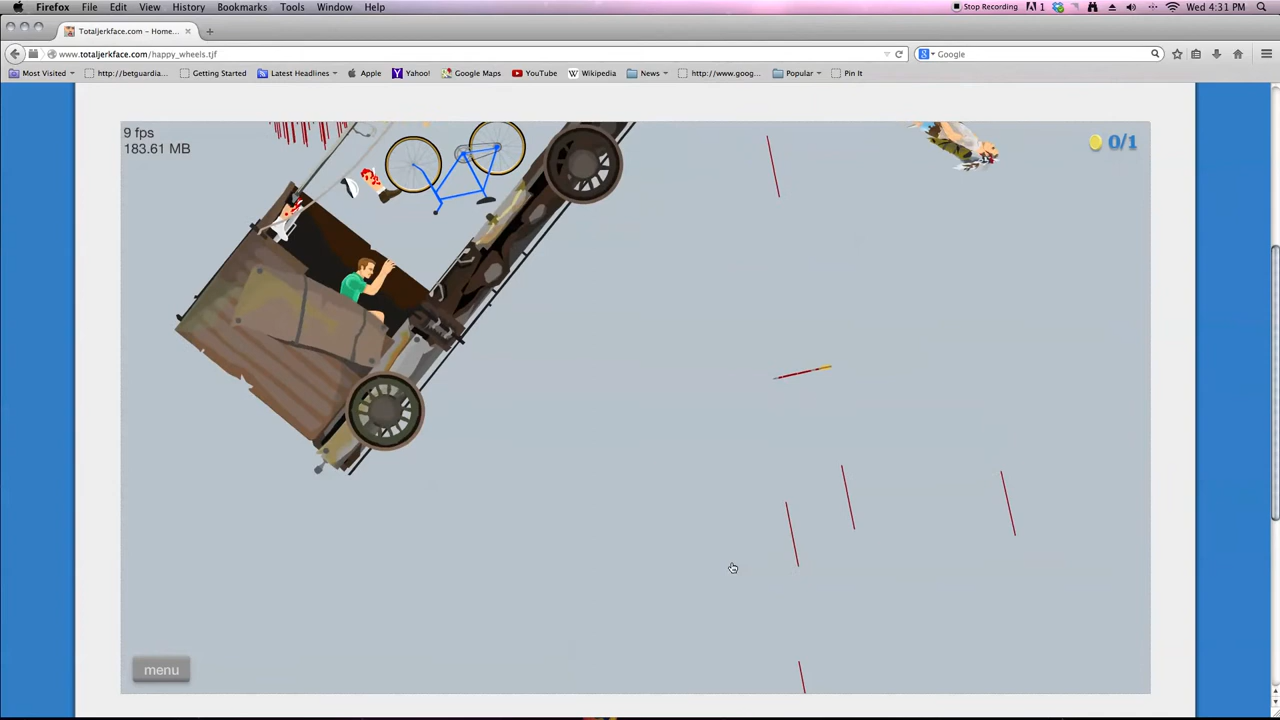 Firefox File Edit View History Bookmarks Tools Window Help Stop Recording 1 Wed 4:31 PM
Totaljerkface.com - Home...
www.totaljerkface.com/happy_wheels.tjf Google
Most Visited http://betguardia... Getting Started Latest Headlines Apple Yahoo! Google Maps YouTube Wikipedia News http://www.goog... Popular Pin It
9 fps 0/1
183.61 MB
menu